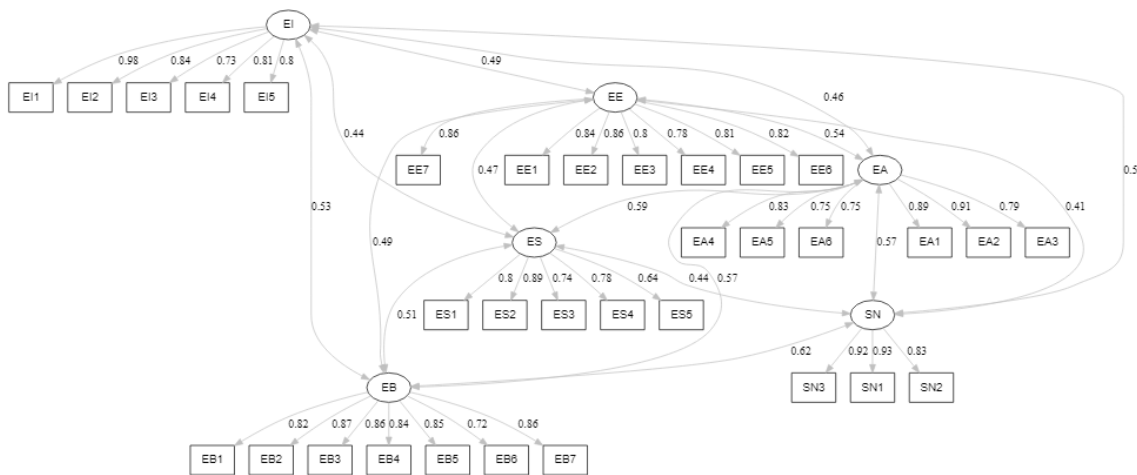 EI
0.98 0.84 0.73 0.81 0.8
EI1 EI2 EI3 EI4 EI5
0.49
0.46
0.5
0.44
0.53
EE
0.86 0.84 0.86 0.8 0.78 0.81 0.82 0.54
EE7 EE1 EE2 EE3 EE4 EE5 EE6
0.47
0.49
0.41
EA
0.59 0.83 0.75 0.75 0.89 0.91 0.79
EA4 EA5 EA6 EA1 EA2 EA3
0.57
0.57
ES
0.8 0.89 0.74 0.78 0.64 0.44
ES1 ES2 ES3 ES4 ES5
0.51
SN
0.62 0.92 0.93 0.83
SN3 SN1 SN2
EB
0.82 0.87 0.86 0.84 0.85 0.72 0.86
EB1 EB2 EB3 EB4 EB5 EB6 EB7